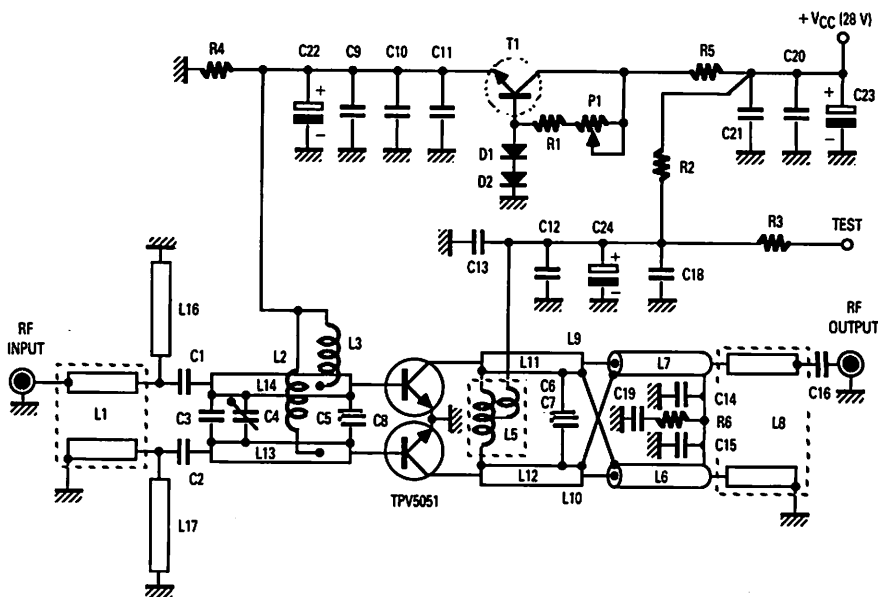 + VCC (28 V)
R4
C22
C9
C10
C11
T1
R5
C20
+
−
P1
+
C23
−
R1
C21
D1
D2
R2
R3
TEST
C12
C24
+
−
C13
C18
L16
RF
INPUT
L3
L2
L9
RF
OUTPUT
C1
L14
L11
L7
C16
L1
C3
C4
C5
C8
C6
C7
C19
C14
R6
C15
L5
L8
C2
L13
L12
L6
L10
TPV5051
L17